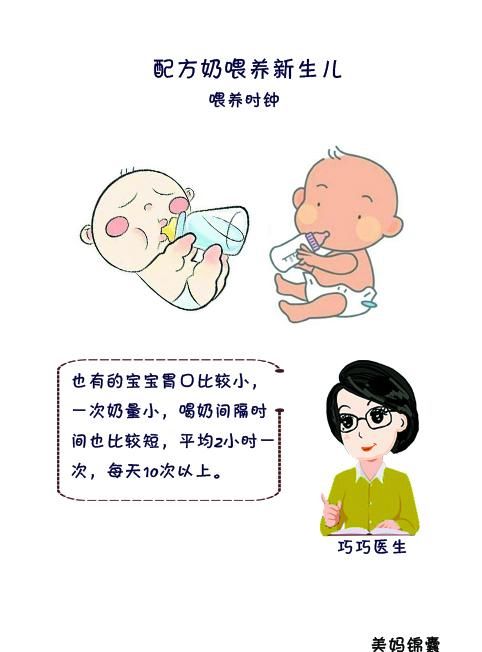 配方奶喂养新生儿
喂养时钟
也有的宝宝胃口比较小，
一次奶量小，喝奶间隔时
间也比较短，平均2小时一
次，每天10次以上。
巧巧医生
美妈锦囊